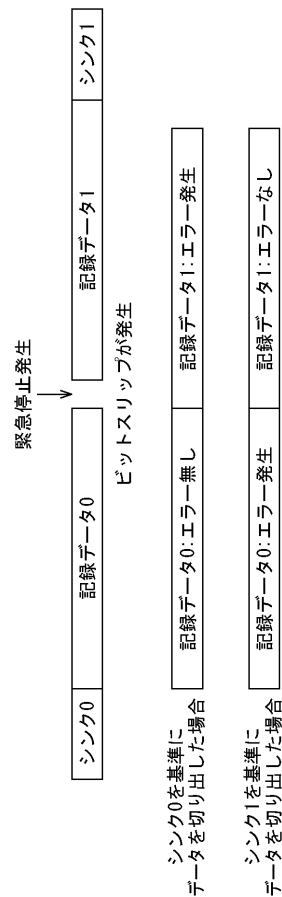 緊急停止発生
シンク0
記録データ0
記録データ1
シンク1
ビットスリップが発生
シンク0を基準に
データを切り出した場合
記録データ0:エラー無し
記録データ1:エラー発生
シンク1を基準に
データを切り出した場合
記録データ0:エラー発生
記録データ1:エラーなし